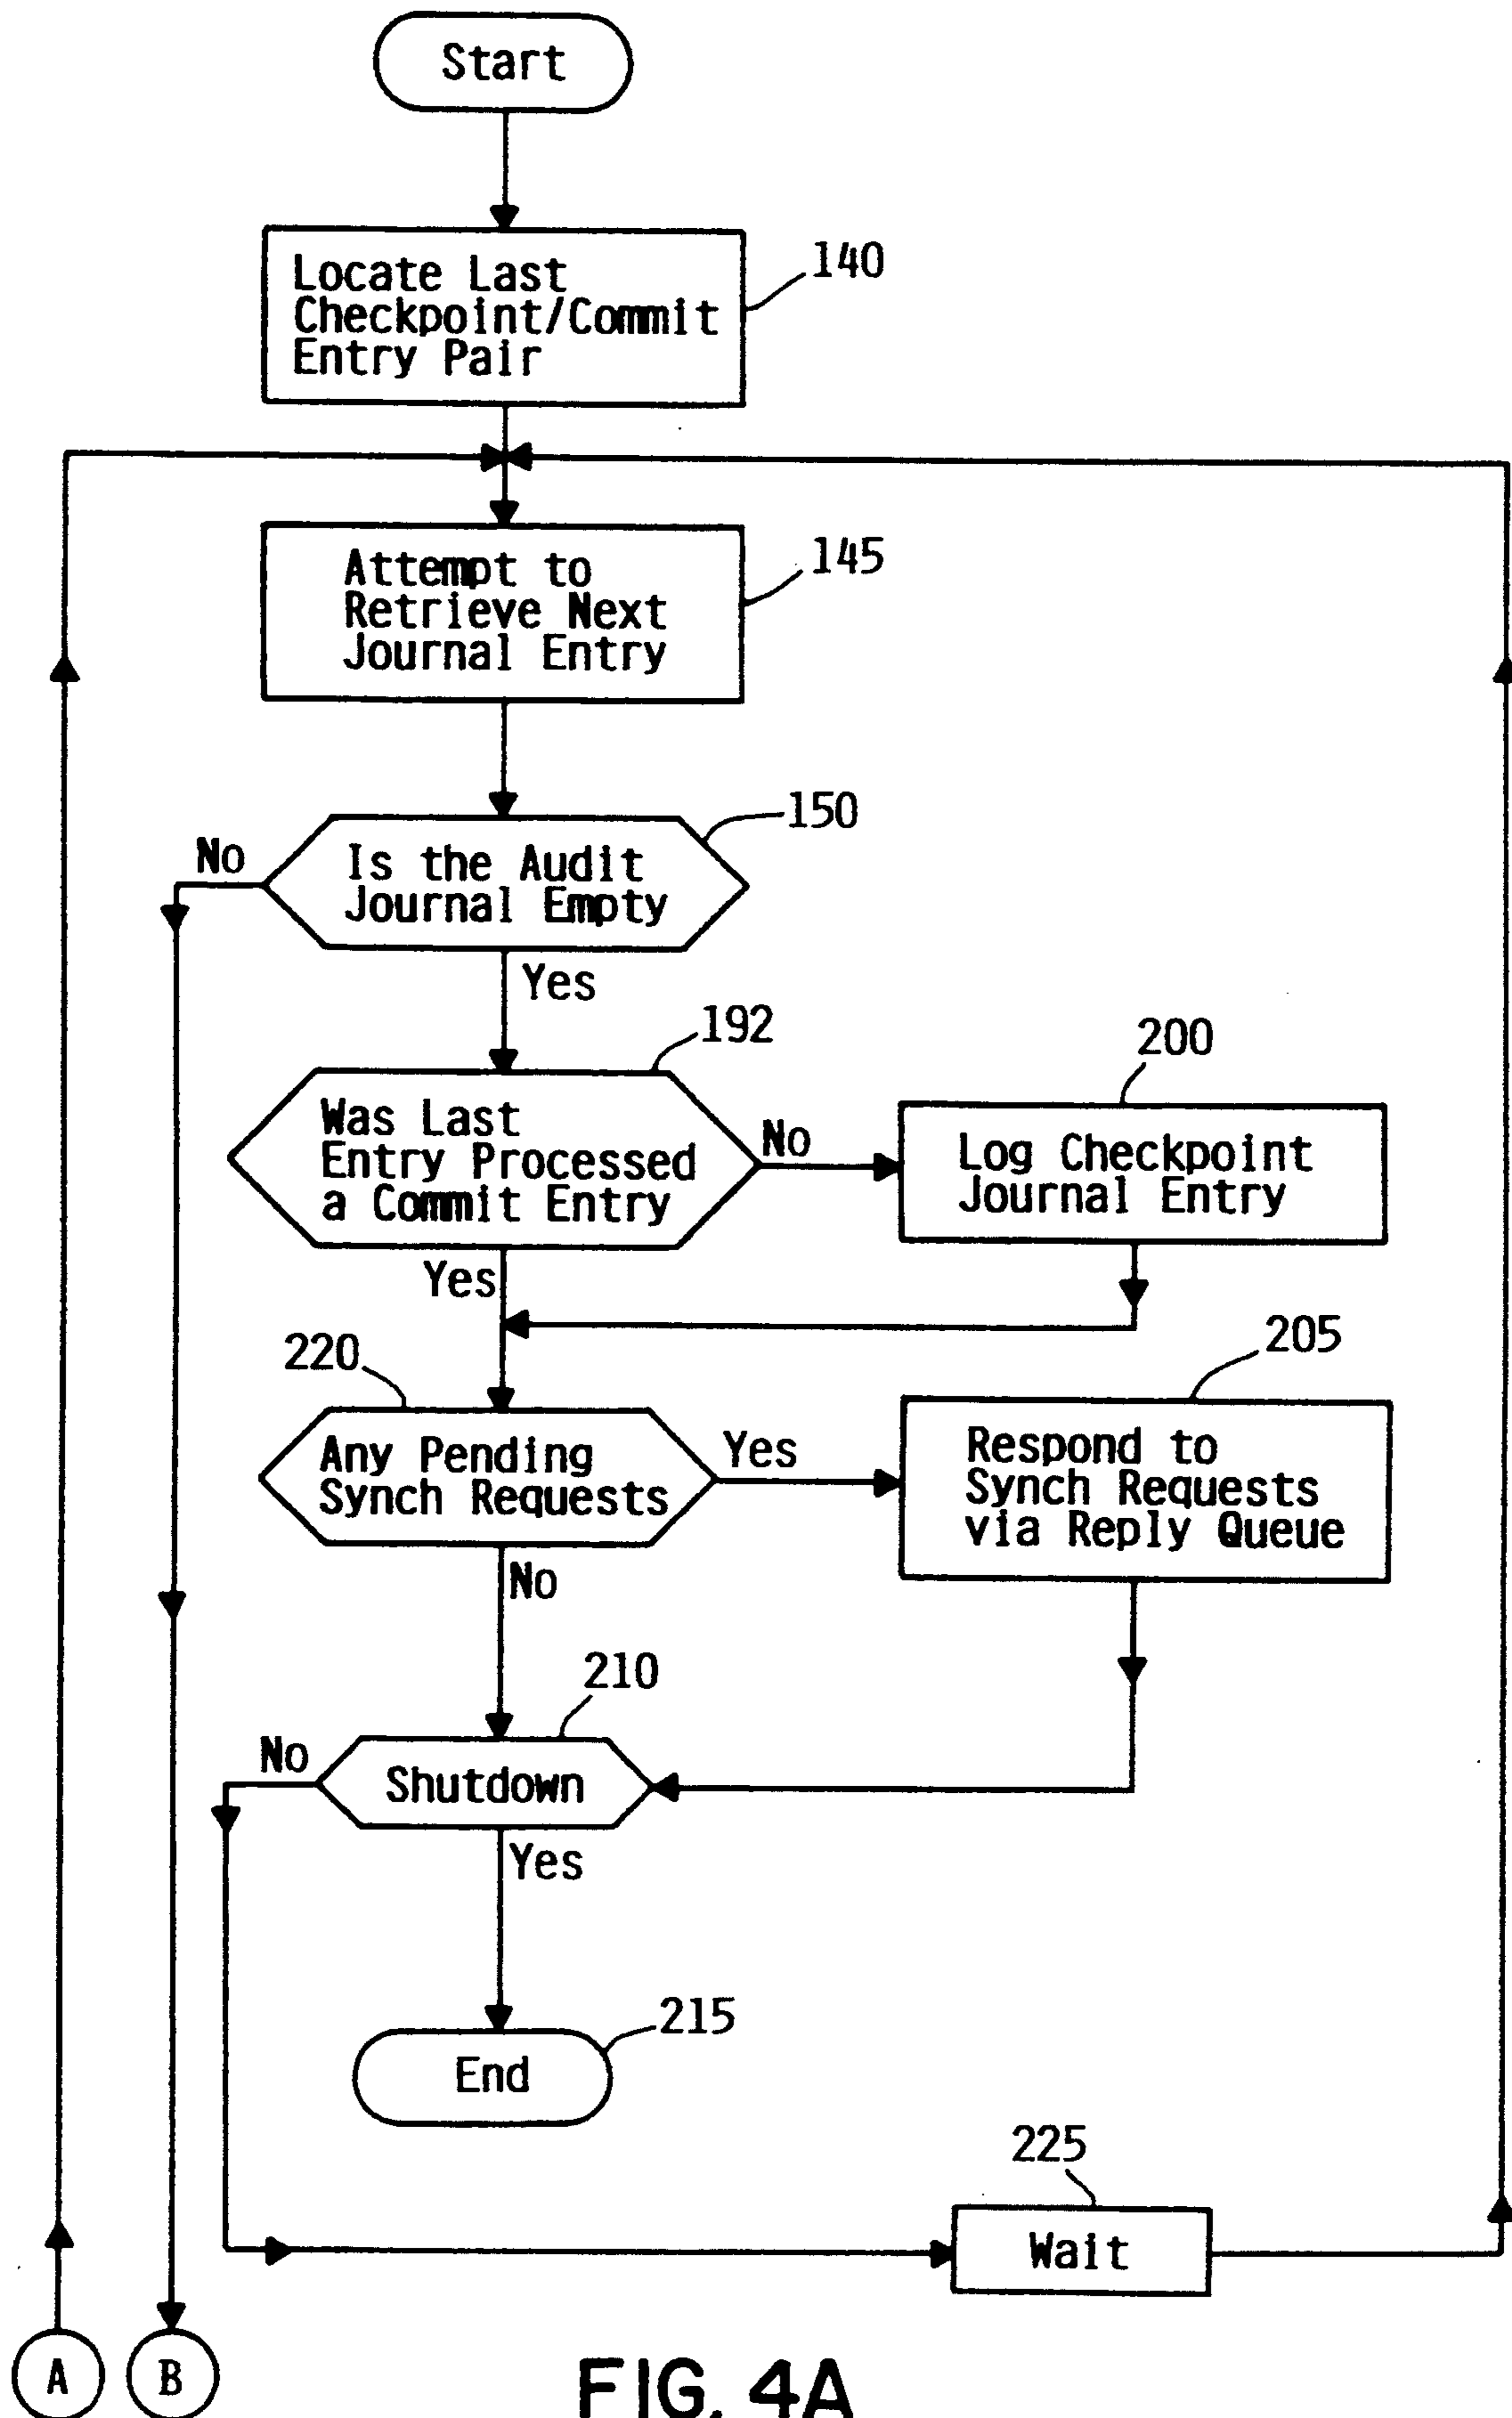 Start
Locate Last
Checkpoint/Commit
Entry Pair
140
Attempt to
Retrieve Next
Journal Entry
145
150
No
Is the Audit
Journal Empty
Yes
192
200
Was Last
Entry Processed
a Commit Entry
No
Log Checkpoint
Journal Entry
Yes
220
205
Any Pending
Synch Requests
Yes
Respond to
Synch Requests
via Reply Queue
No
210
No
Shutdown
Yes
215
End
225
Wait
A
B
FIG. 4A